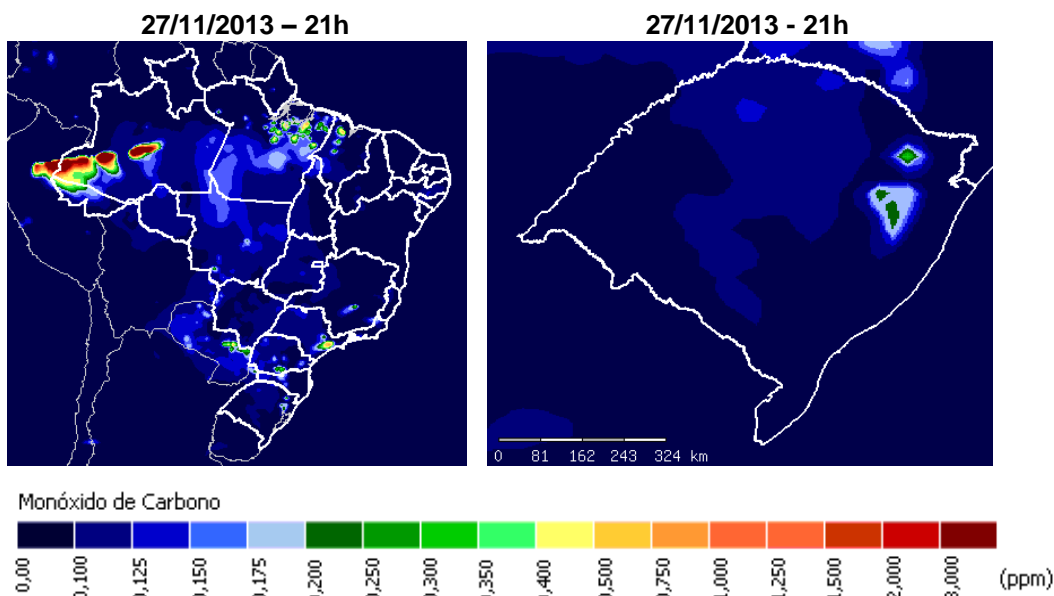 27/11/2013 – 21h
27/11/2013 - 21h
0 81 162 243 324 km
Monóxido de Carbono
0,00 0,100 0,125 0,150 0,175 0,200 0,250 0,300 0,350 0,400 0,500 0,750 1,000 1,250 1,500 2,000 3,000 (ppm)